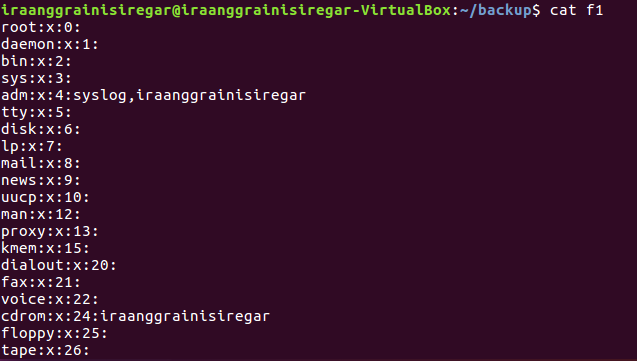 iraanggrainisiregar@iraanggrainisiregar-VirtualBox:~/backup$ cat f1
root:x:0:
daemon:x:1:
bin:x:2:
sys:x:3:
adm:x:4:syslog,iraanggrainisiregar
tty:x:5:
disk:x:6:
lp:x:7:
mail:x:8:
news:x:9:
uucp:x:10:
man:x:12:
proxy:x:13:
kmem:x:15:
dialout:x:20:
fax:x:21:
voice:x:22:
cdrom:x:24:iraanggrainisiregar
floppy:x:25:
tape:x:26: